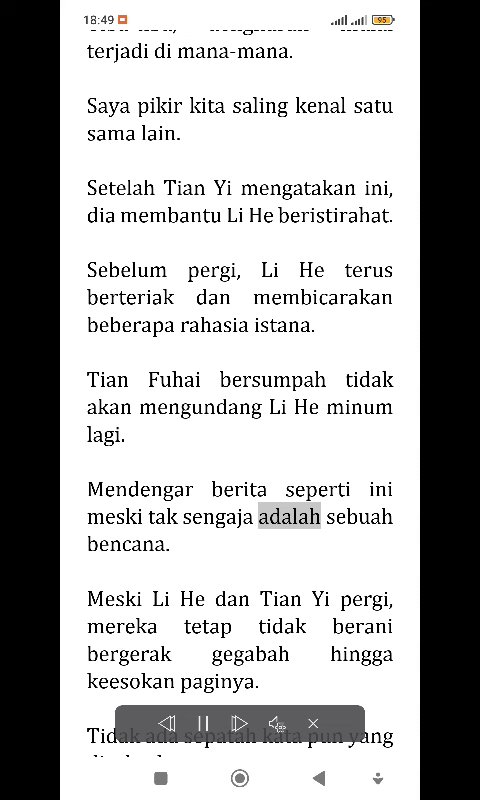 18:49
95
terjadi di mana-mana.
Saya pikir kita saling kenal satu
sama lain.
Setelah Tian Yi mengatakan ini,
dia membantu Li He beristirahat.
Sebelum pergi, Li He terus
berteriak dan membicarakan
beberapa rahasia istana.
Tian Fuhai bersumpah tidak
akan mengundang Li He minum
lagi.
Mendengar berita seperti ini
meski tak sengaja adalah sebuah
bencana.
Meski Li He dan Tian Yi pergi,
mereka tetap tidak berani
bergerak gegabah hingga
keesokan paginya.
Tidak ada sepatah kata pun yang